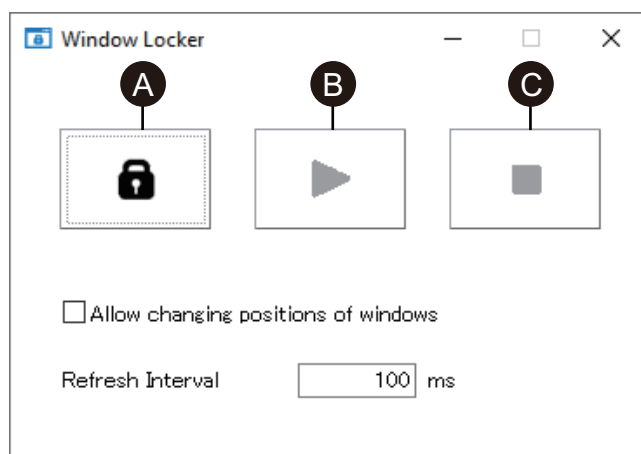 Window Locker
A B C
Allow changing positions of windows
Refresh Interval 100 ms